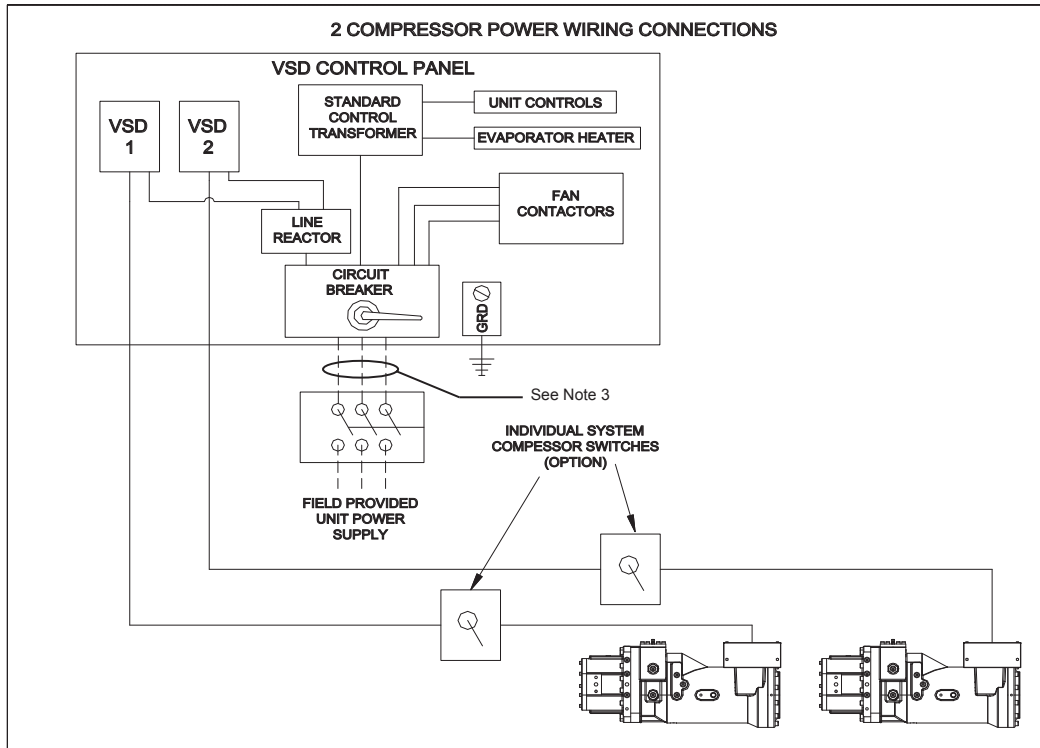 2 COMPRESSOR POWER WIRING CONNECTIONS
VSD CONTROL PANEL
VSD
1
VSD
2
STANDARD
CONTROL
TRANSFORMER
UNIT CONTROLS
EVAPORATOR HEATER
FAN
CONTACTORS
LINE
REACTOR
CIRCUIT
BREAKER
GRD
See Note 3
INDIVIDUAL SYSTEM
COMPESSOR SWITCHES
(OPTION)
FIELD PROVIDED
UNIT POWER
SUPPLY